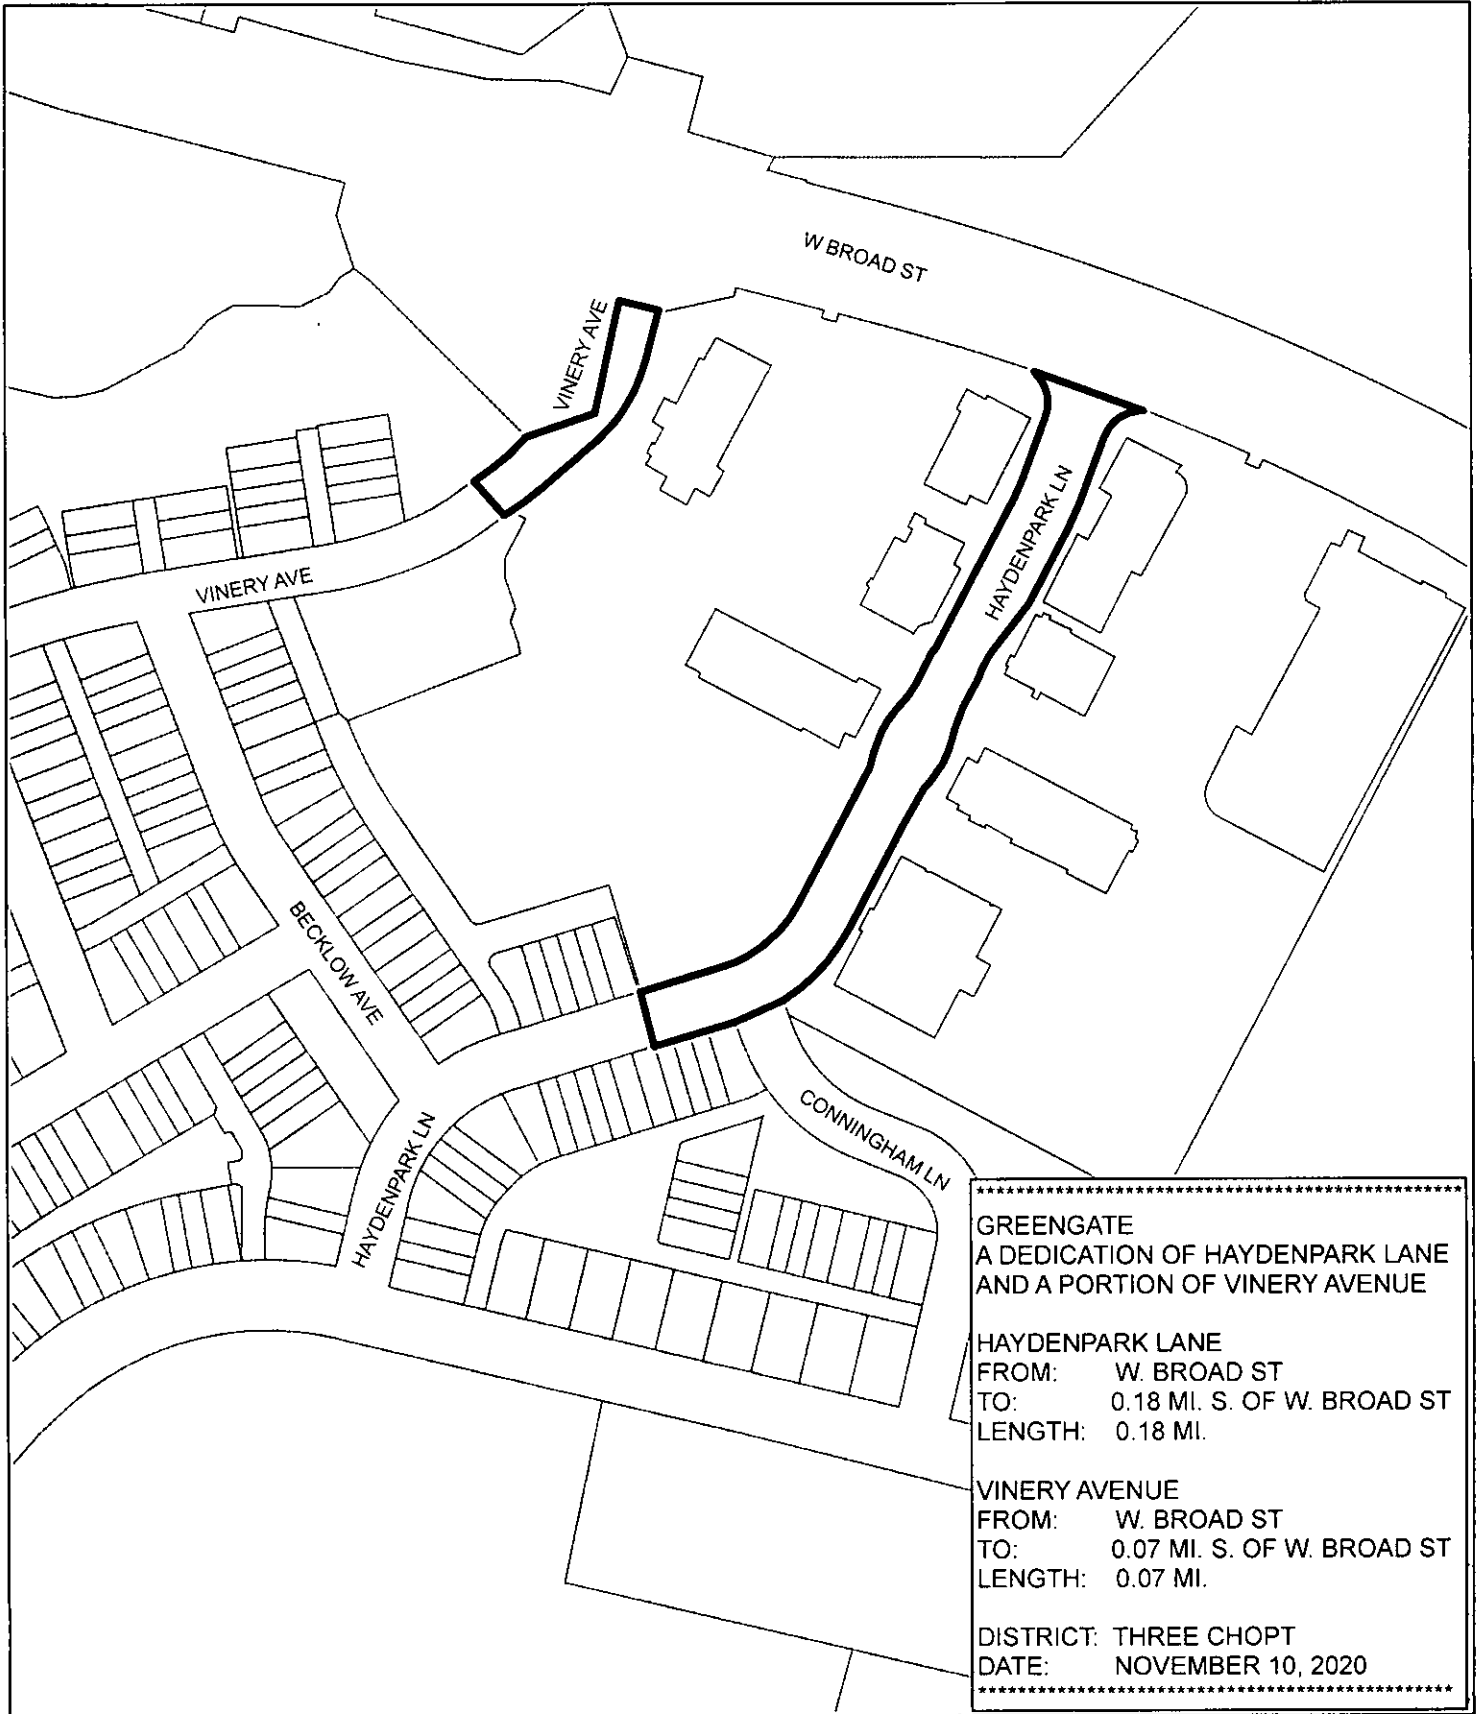 W BROAD ST
VINERY AVE
HAYDENPARK LN
VINERY AVE
BECKLOW AVE
HAYDENPARK LN
CONNINGHAM LN
************************************************************
GREENGATE
A DEDICATION OF HAYDENPARK LANE
AND A PORTION OF VINERY AVENUE
HAYDENPARK LANE
FROM: W. BROAD ST
TO: 0.18 MI. S. OF W. BROAD ST
LENGTH: 0.18 MI.
VINERY AVENUE
FROM: W. BROAD ST
TO: 0.07 MI. S. OF W. BROAD ST
LENGTH: 0.07 MI.
DISTRICT: THREE CHOPT
DATE: NOVEMBER 10, 2020
************************************************************